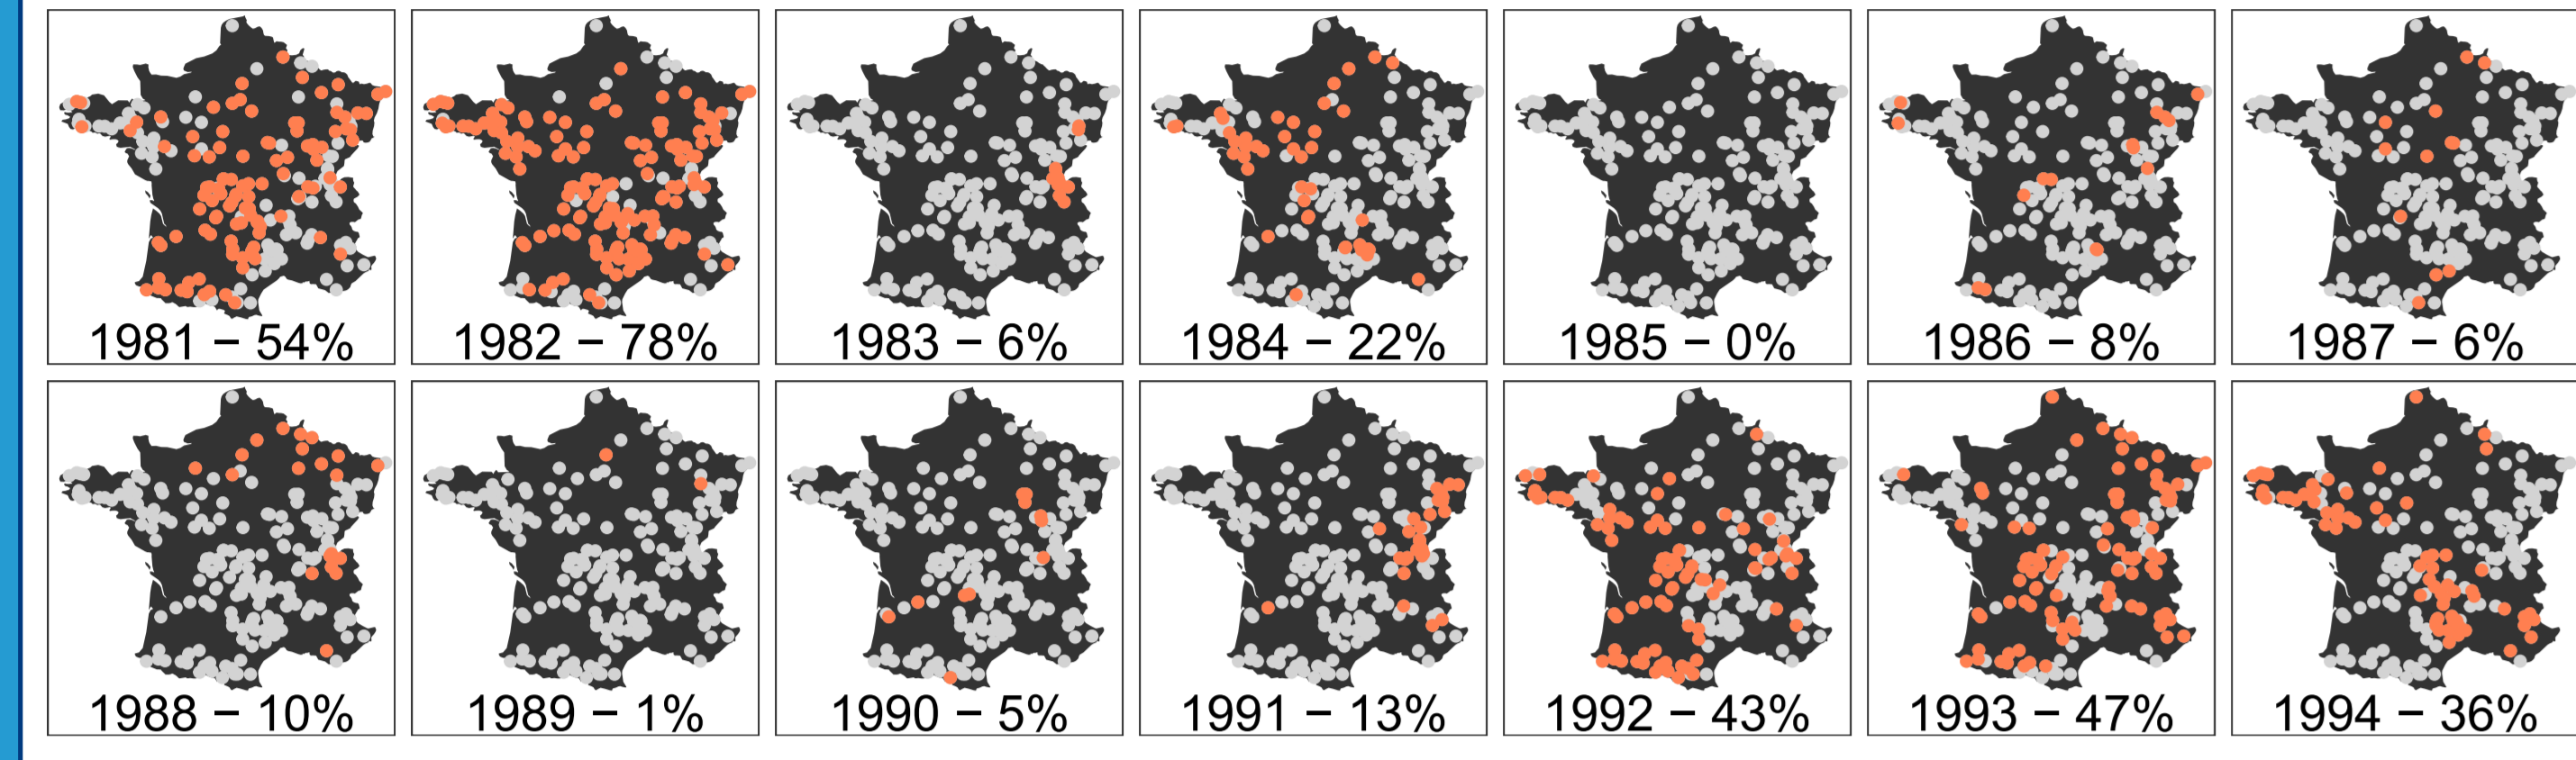 1981 – 54%
1982 – 78%
1983 – 6%
1984 – 22%
1985 – 0%
1986 – 8%
1987 – 6%
1988 – 10%
1989 – 1%
1990 – 5%
1991 – 13%
1992 – 43%
1993 – 47%
1994 – 36%